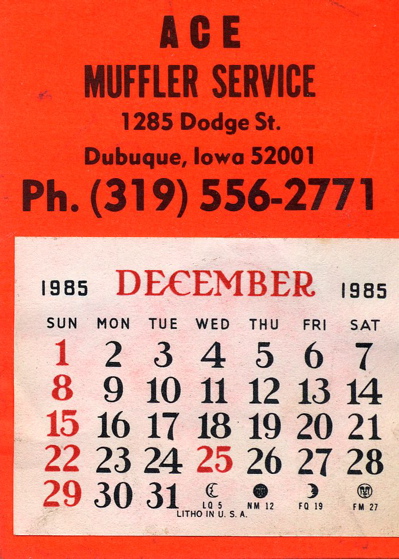 ACE
MUFFLER SERVICE
1285 Dodge St.
Dubuque, Iowa 52001
Ph. (319) 556-2771
1985 DECEMBER 1985
SUN MON TUE WED THU FRI SAT
1 2 3 4 5 6 7
8 9 10 11 12 13 14
15 16 17 18 19 20 21
22 23 24 25 26 27 28
29 30 31 LQ 5 NM 12 FQ 19 FM 27
LITHO IN U. S. A.